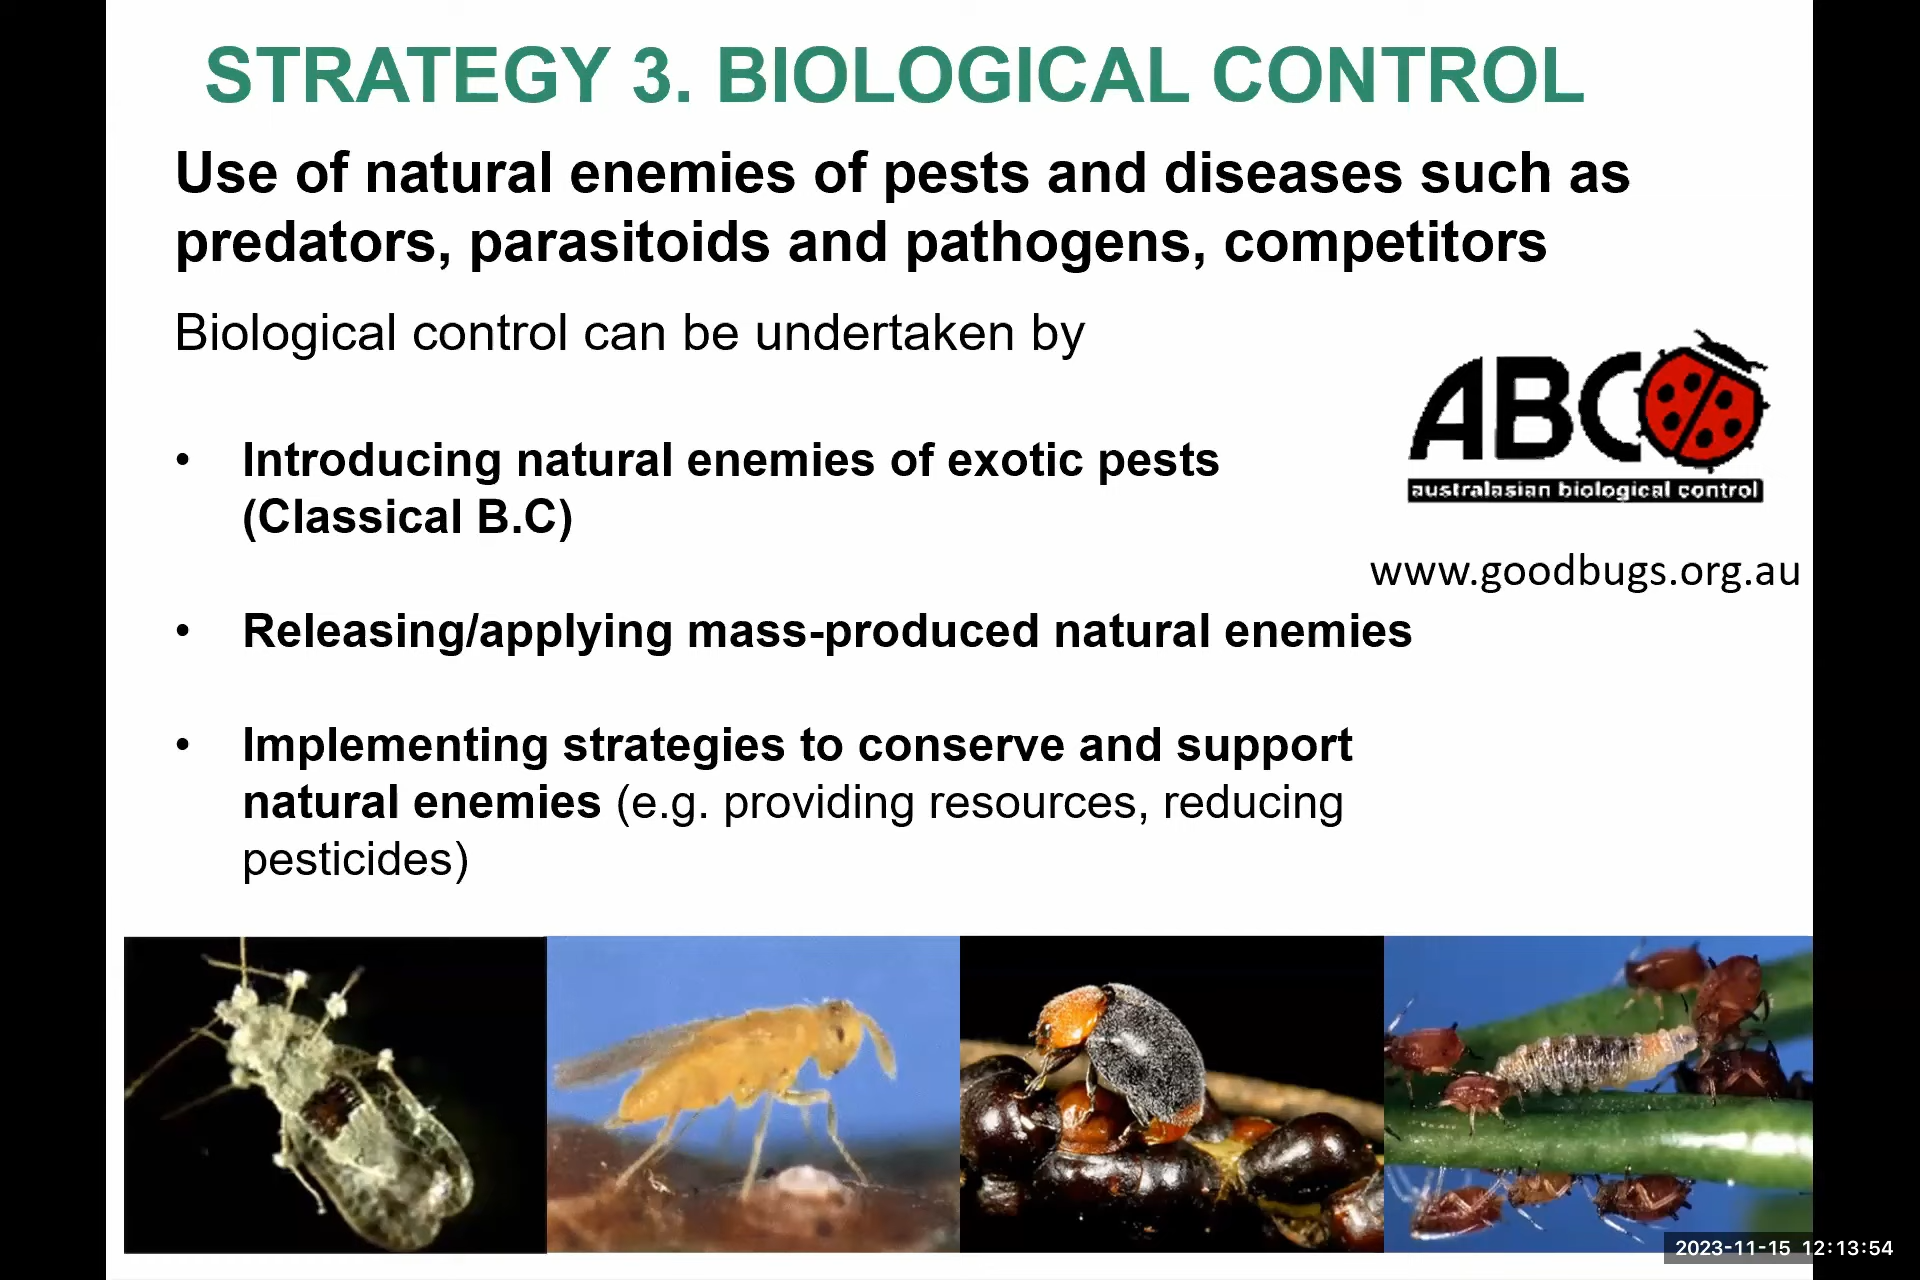 STRATEGY 3. BIOLOGICAL CONTROL
Use of natural enemies of pests and diseases such as
predators, parasitoids and pathogens, competitors
Biological control can be undertaken by
• Introducing natural enemies of exotic pests
(Classical B.C)
ABC
australasian biological control
www.goodbugs.org.au
• Releasing/applying mass-produced natural enemies
• Implementing strategies to conserve and support
natural enemies (e.g. providing resources, reducing
pesticides)
2023-11-15 12:13:54